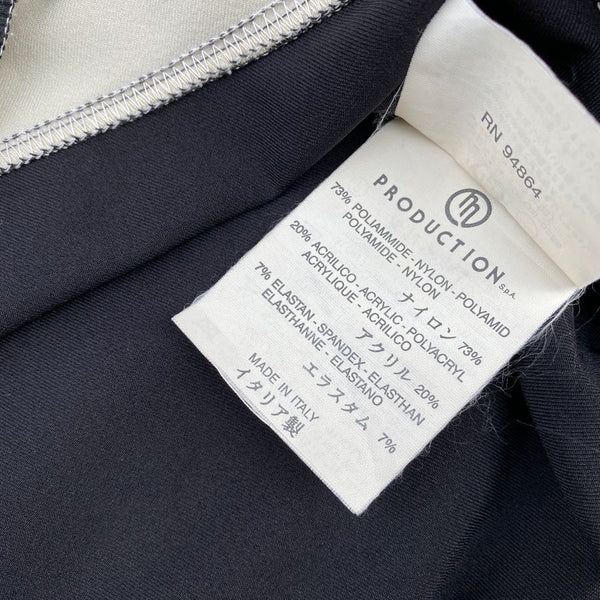 RN 94864
m
PRODUCTION S.p.A.
73% POLIAMMIDE - NYLON - POLYAMID
POLYAMIDE - NYLON
ナイロン 73%
20% ACRILICO - ACRYLIC - POLYACRYL
ACRYLIQUE - ACRILICO
アクリル 20%
7% ELASTAN - SPANDEX - ELASTHAN
ELASTHANNE - ELASTANO
エラスタム 7%
MADE IN ITALY
イタリア製